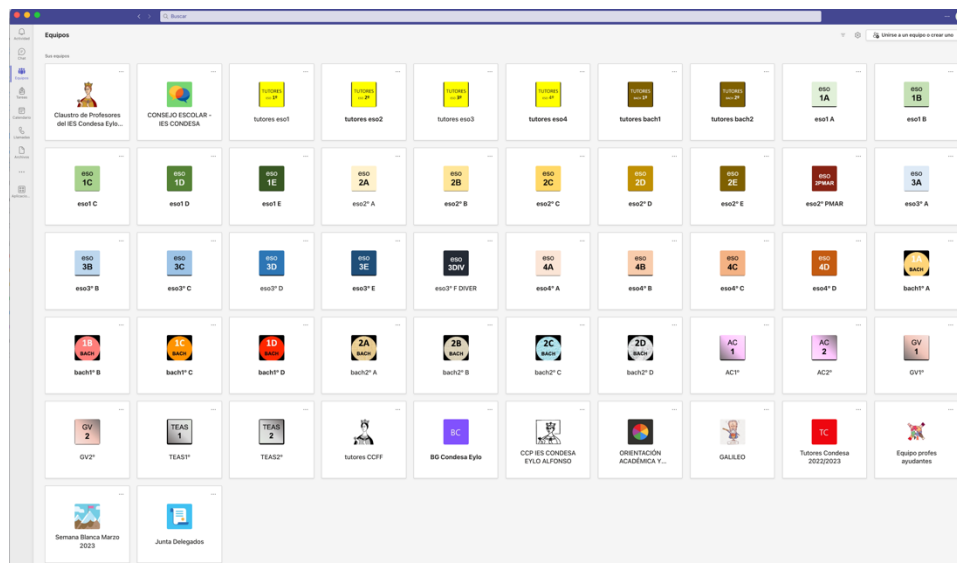 Buscar
Equipos
Unirse a un equipo o crear uno
Actividad
Chat
Equipos
Tareas
Calendario
Llamadas
Archivos
Sus equipos
Claustro de Profesores
del IES Condesa Eylo...
CONSEJO ESCOLAR -
IES CONDESA
TUTORES
tutores eso1
TUTORES
tutores eso2
TUTORES
tutores eso3
TUTORES
tutores eso4
TUTORES
tutores bach1
TUTORES
tutores bach2
eso
1A
eso1 A
eso
1B
eso1 B
eso
1C
eso1 C
eso
1D
eso1 D
eso
1E
eso1 E
eso
2A
eso2º A
eso
2B
eso2º B
eso
2C
eso2º C
eso
2D
eso2º D
eso
2E
eso2º E
eso
2PMAR
eso2º PMAR
eso
3A
eso3º A
eso
3B
eso3º B
eso
3C
eso3º C
eso
3D
eso3º D
eso
3E
eso3º E
eso
3DIV
eso3º F DIVER
eso
4A
eso4º A
eso
4B
eso4º B
eso
4C
eso4º C
eso
4D
eso4º D
1A
BACH
bach1º A
1B
BACH
bach1º B
1C
BACH
bach1º C
1D
BACH
bach1º D
2A
BACH
bach2º A
2B
BACH
bach2º B
2C
BACH
bach2º C
2D
BACH
bach2º D
AC
1
AC1º
AC
2
AC2º
GV
1
GV1º
GV
2
GV2º
TEAS
1
TEAS1º
TEAS
2
TEAS2º
tutores CCFF
BC
BG Condesa Eylo
CCP IES CONDESA
EYLO ALFONSO
ORIENTACIÓN
ACADÉMICA Y...
GALILEO
TC
Tutores Condesa
2022/2023
Equipo profes
ayudantes
Semana Blanca Marzo
2023
Junta Delegados